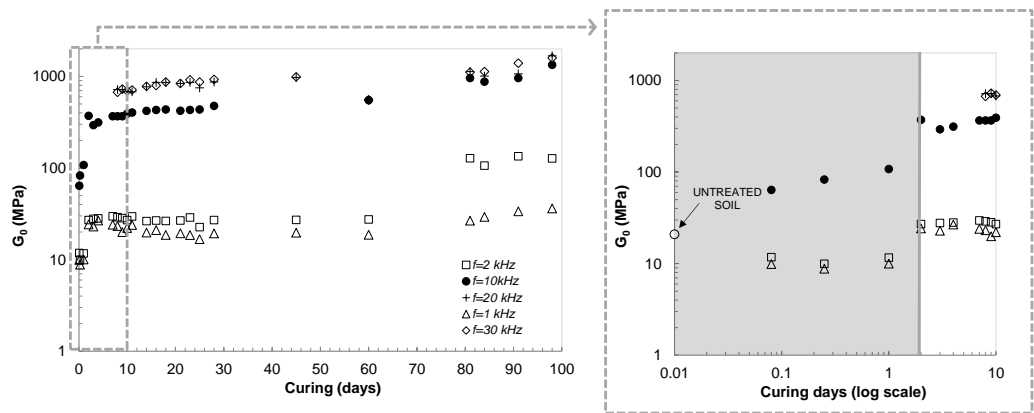 1000
100
10
1
G0 (MPa)
0 10 20 30 40 50 60 70 80 90 100
Curing (days)
f=2 kHz
f=10kHz
f=20 kHz
f=1 kHz
f=30 kHz
1000
100
10
1
G0 (MPa)
UNTREATED
SOIL
0.01 0.1 1 10
Curing days (log scale)